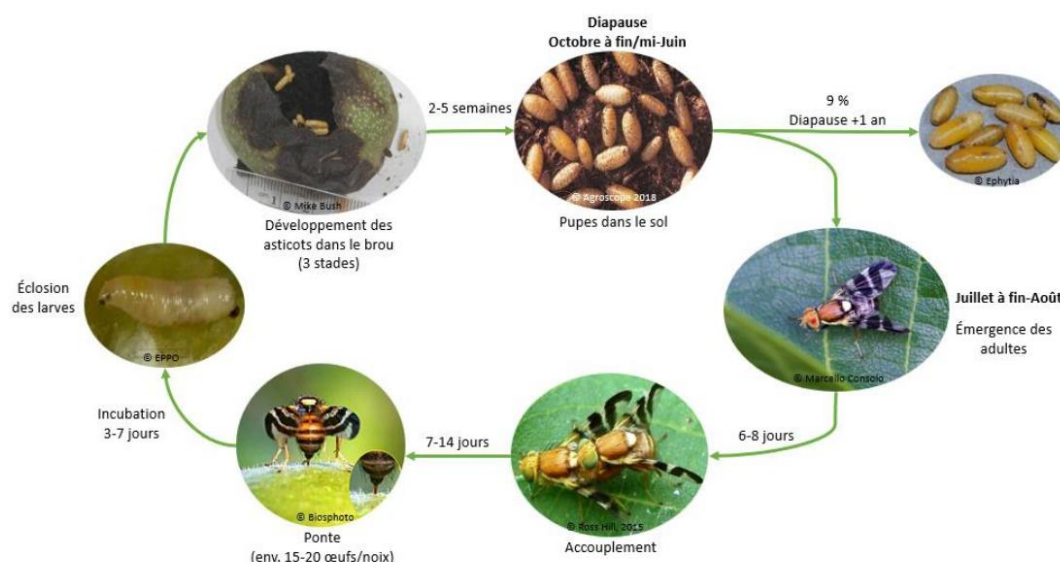 Diapause
Octobre à fin/mi-Juin
2-5 semaines
9 %
Diapause +1 an
© Mike Bush
© Agroscope 2018
© Ephytia
Développement des
asticots dans le brou
(3 stades)
Pupes dans le sol
Éclosion
des larves
© EPPO
Juillet à fin-Août
Émergence des
adultes
© Marcello Consolo
Incubation
3-7 jours
7-14 jours
6-8 jours
© Biosphoto
© Ross Hill, 2015
Ponte
(env. 15-20 œufs/noix)
Accouplement